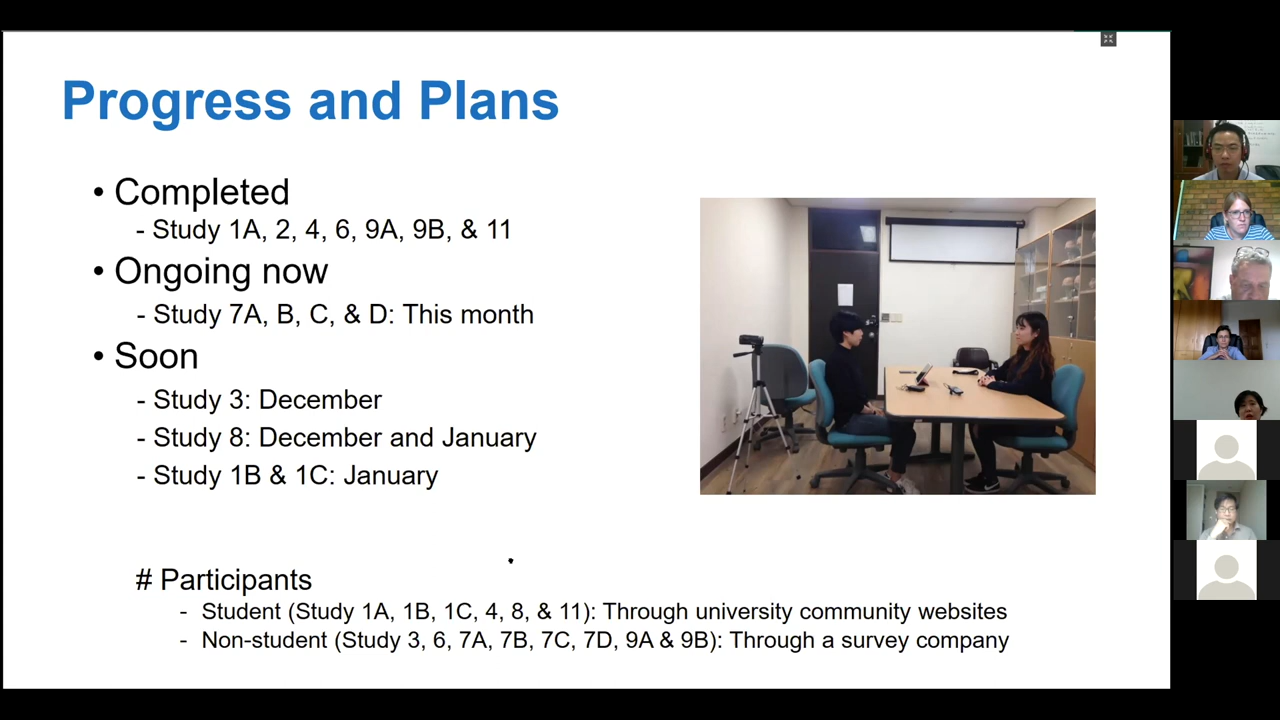 Progress and Plans
• Completed
- Study 1A, 2, 4, 6, 9A, 9B, & 11
• Ongoing now
- Study 7A, B, C, & D: This month
• Soon
- Study 3: December
- Study 8: December and January
- Study 1B & 1C: January
# Participants
- Student (Study 1A, 1B, 1C, 4, 8, & 11): Through university community websites
- Non-student (Study 3, 6, 7A, 7B, 7C, 7D, 9A & 9B): Through a survey company